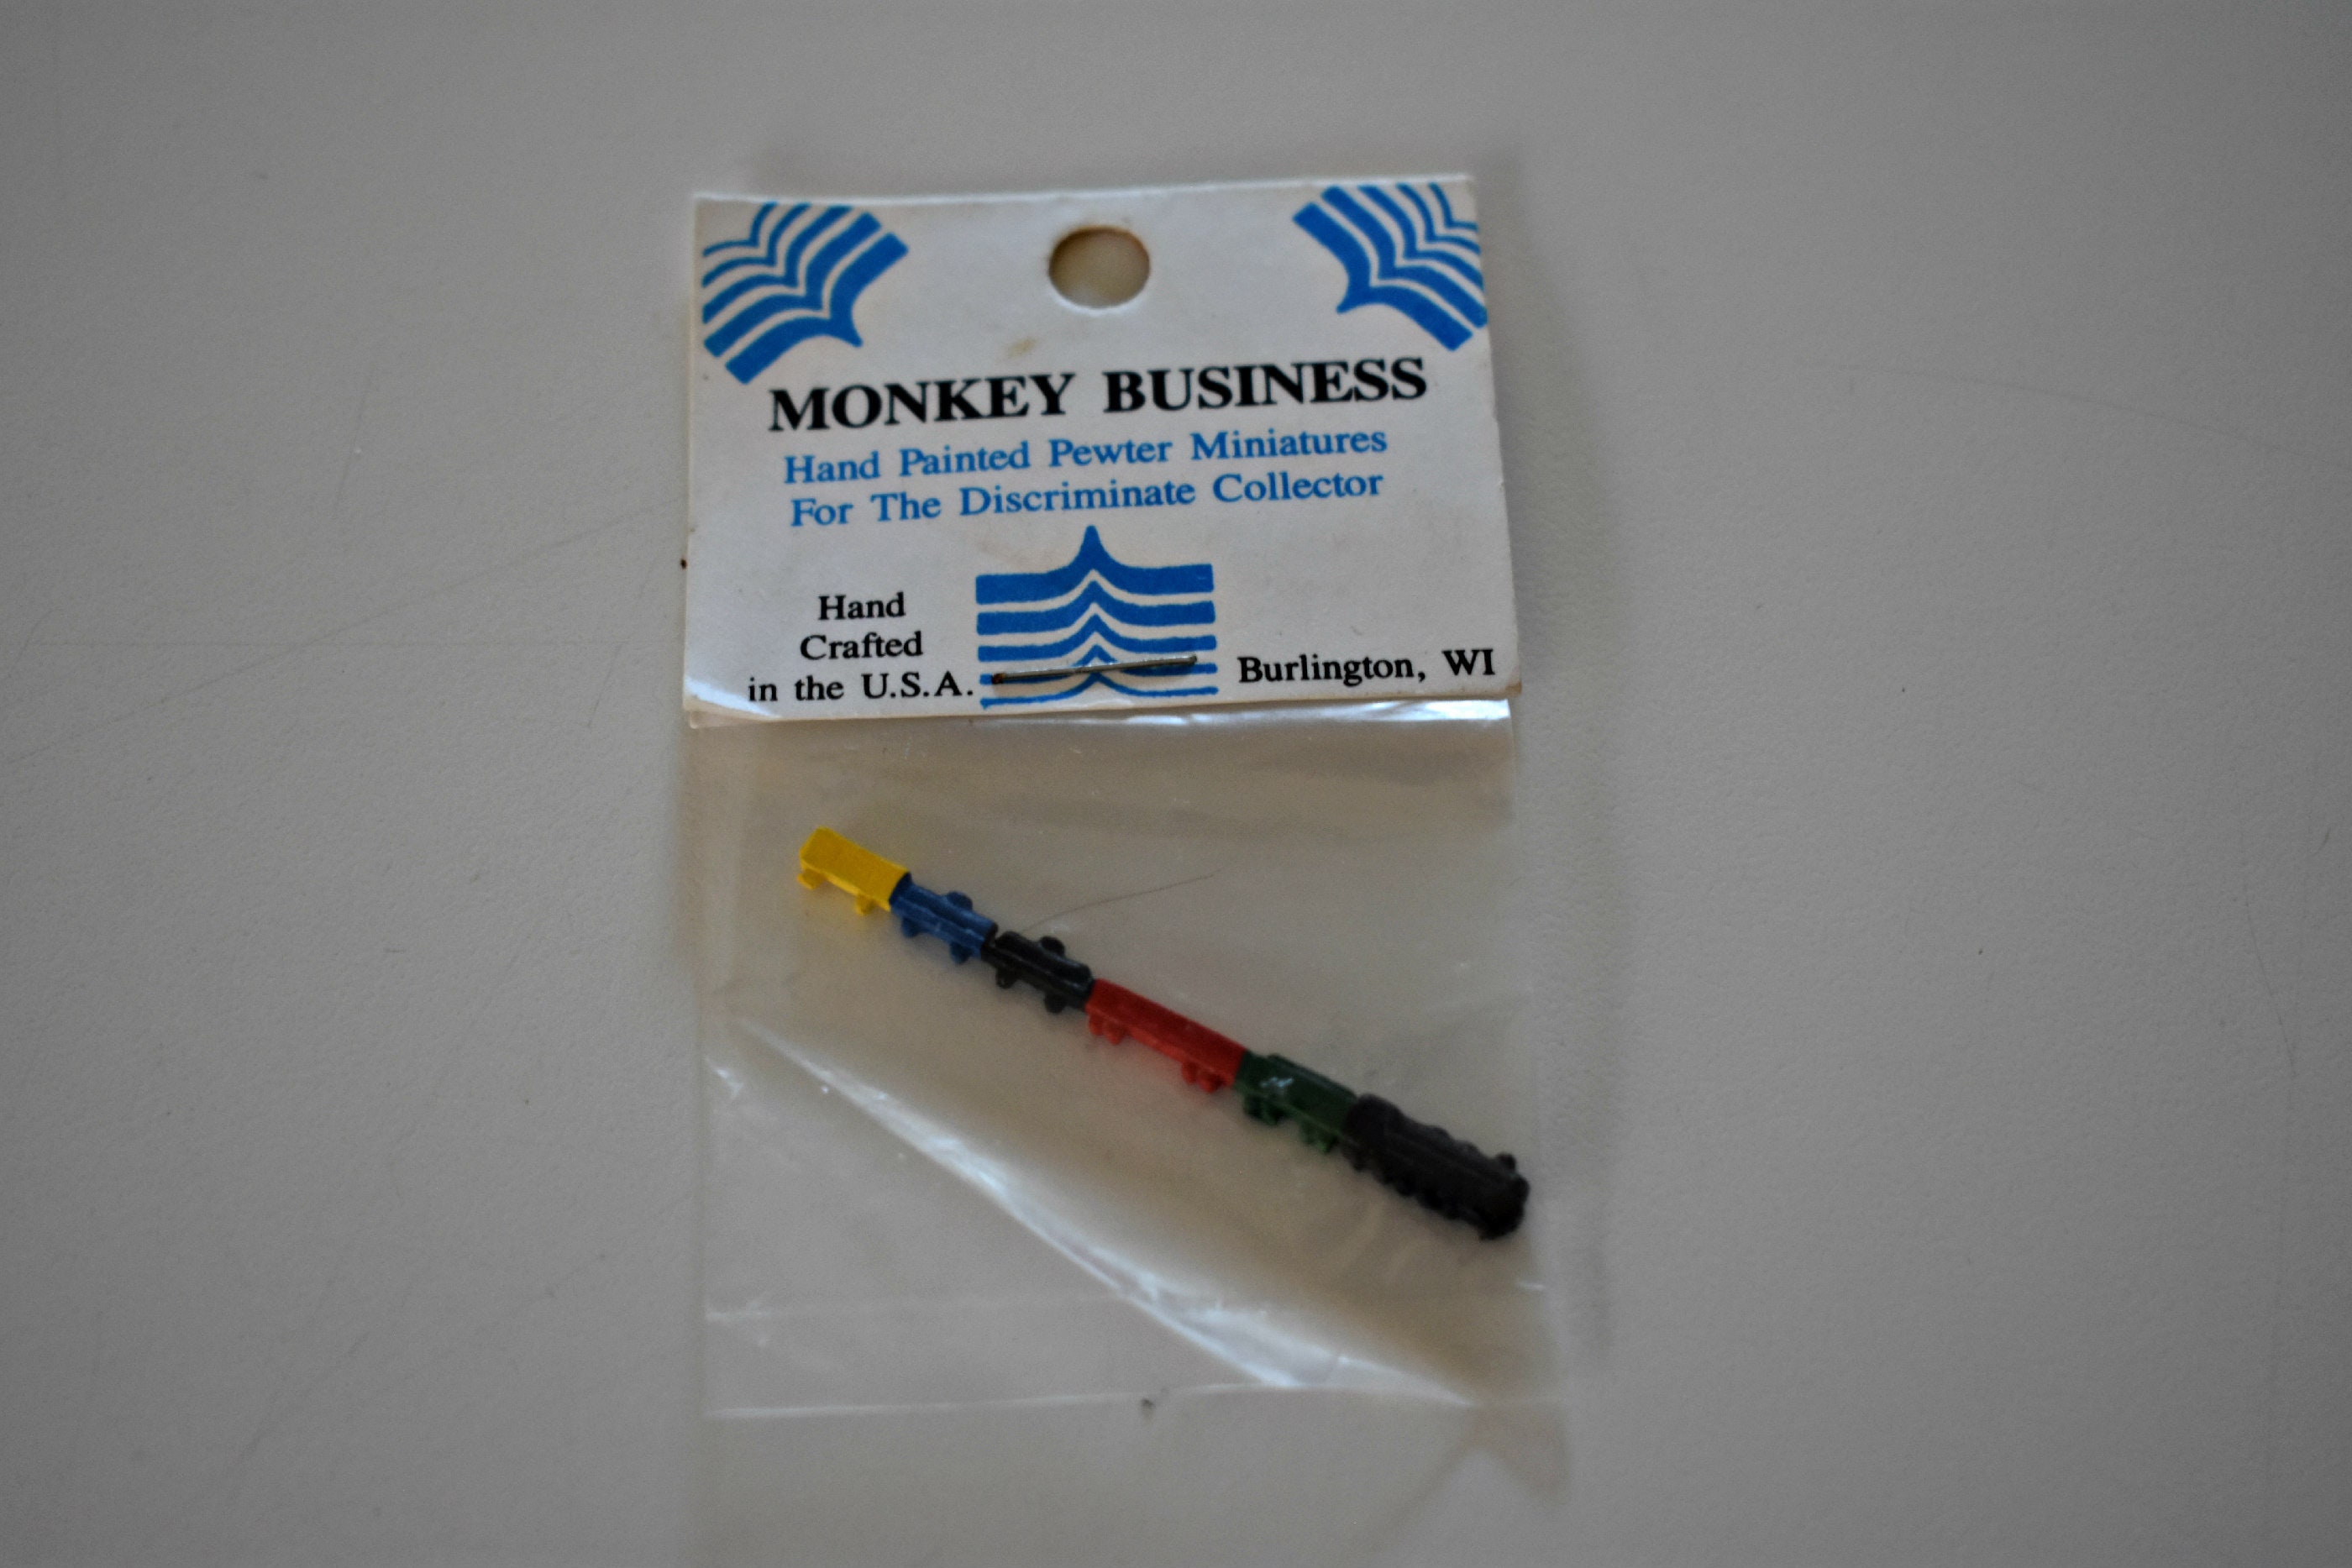 MONKEY BUSINESS
Hand Painted Pewter Miniatures
For The Discriminate Collector
Hand
Crafted
in the U.S.A.
Burlington, WI